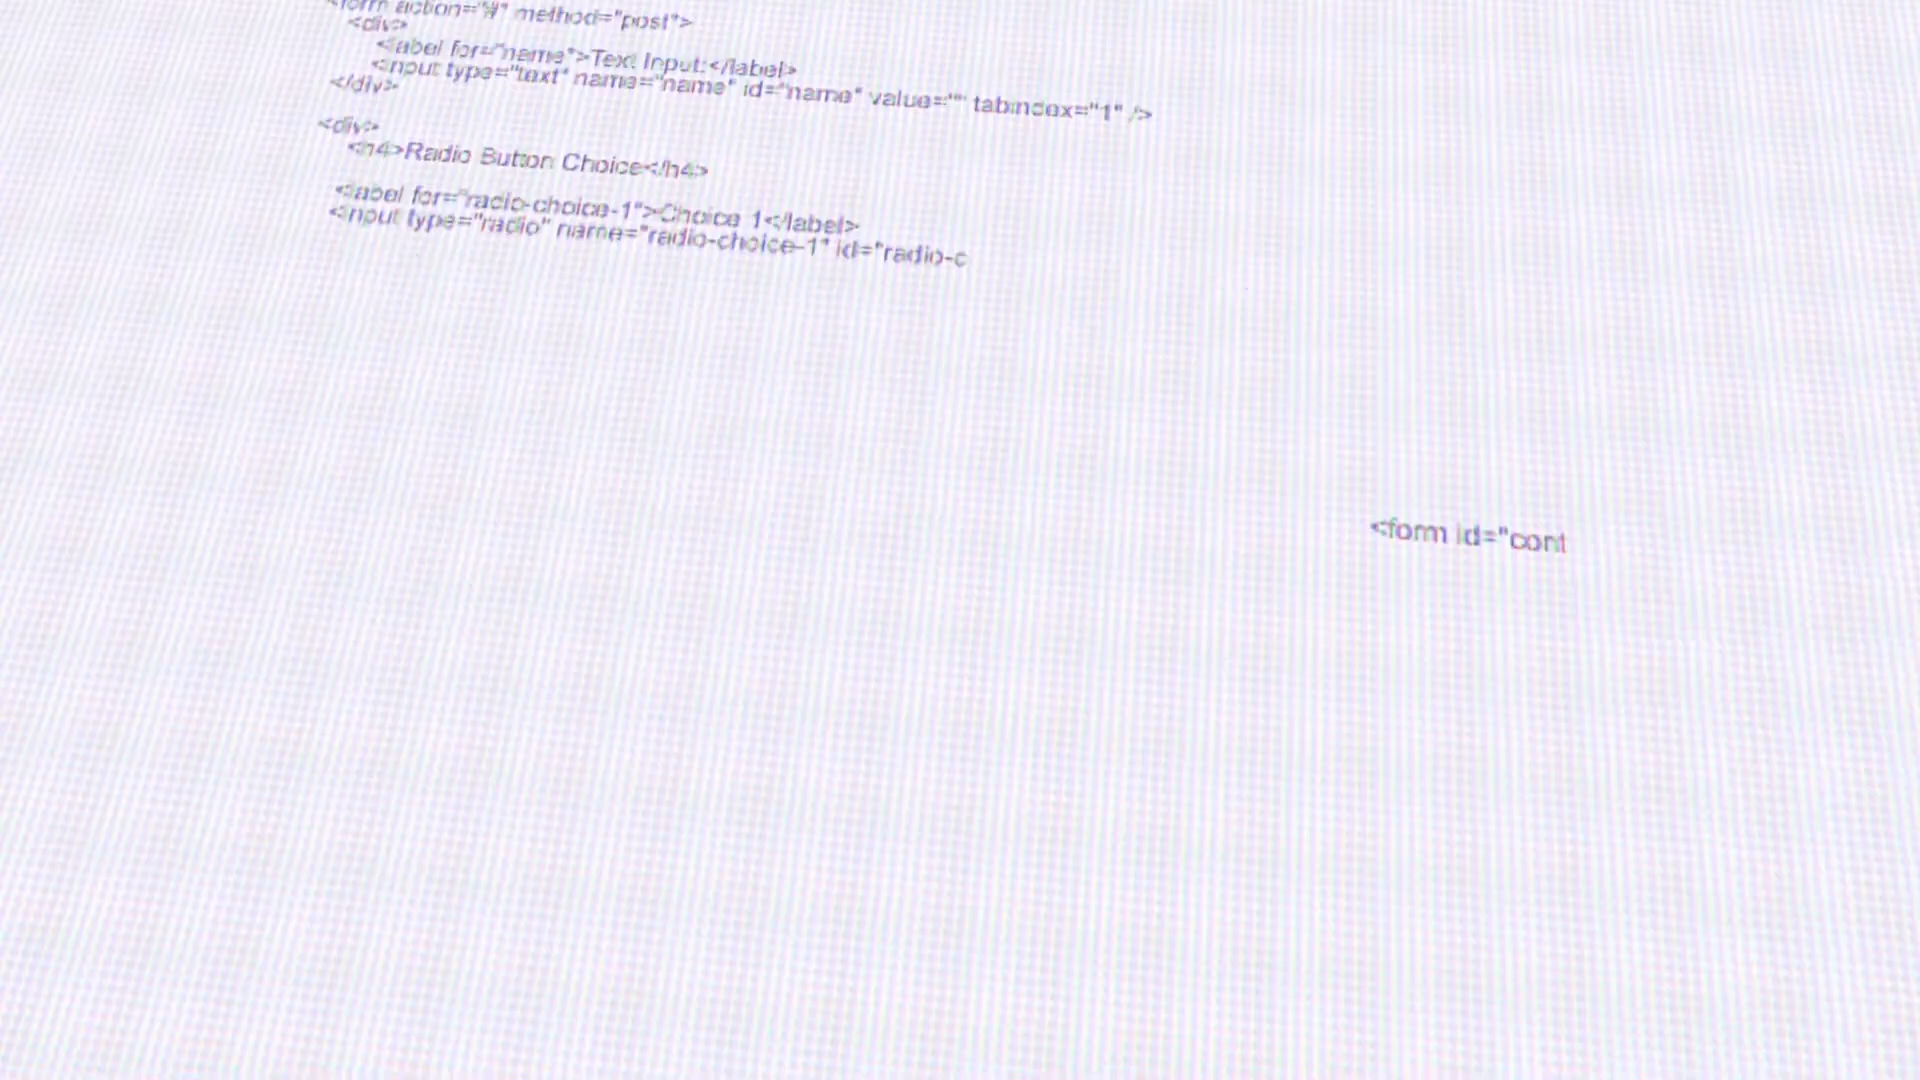 <form action="#" method="post">
<div>
<label for="name">Text Input:</label>
<input type="text" name="name" id="name" value="" tabindex="1" />
</div>
<div>
<h4>Radio Button Choice</h4>
<label for="radio-choice-1">Choice 1</label>
<input type="radio" name="radio-choice-1" id="radio-c
<form id="cont